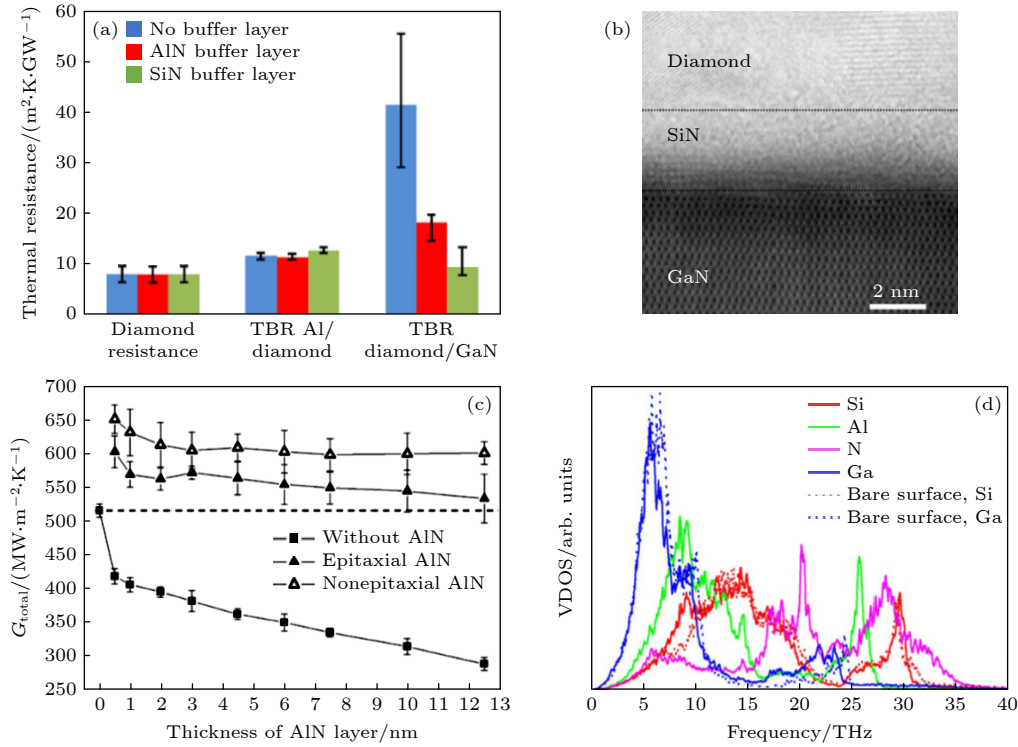 (a)
No buffer layer
AlN buffer layer
SiN buffer layer
Thermal resistance/(m²·K·GW⁻¹)
60
50
40
30
20
10
0
Diamond
resistance
TBR Al/
diamond
TBR
diamond/GaN
(b)
Diamond
SiN
GaN
2 nm
(c)
Without AlN
Epitaxial AlN
Nonepitaxial AlN
G_total/(MW·m⁻²·K⁻¹)
700
650
600
550
500
450
400
350
300
250
0 1 2 3 4 5 6 7 8 9 10 11 12 13
Thickness of AlN layer/nm
(d)
Si
Al
N
Ga
Bare surface, Si
Bare surface, Ga
VDOS/arb. units
0 5 10 15 20 25 30 35 40
Frequency/THz